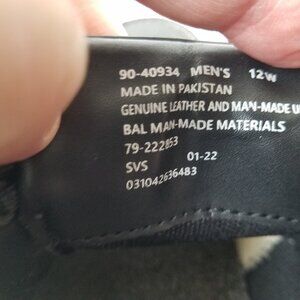 90-40934 MEN'S 12W
MADE IN PAKISTAN
GENUINE LEATHER AND MAN-MADE
BAL MAN-MADE MATERIALS
79-222853
SVS 01-22
031042636483